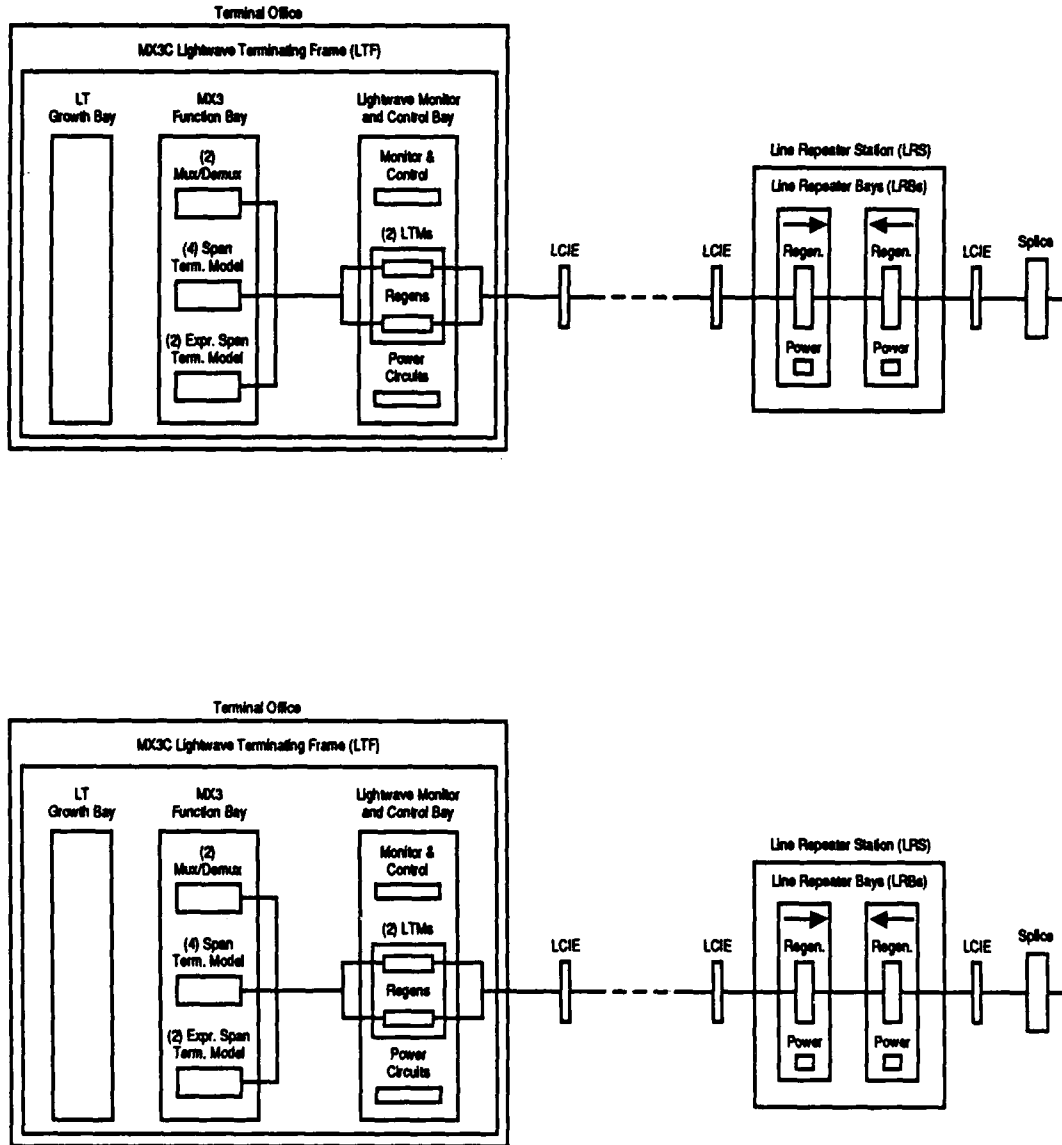 Terminal Office
MX3C Lightwave Terminating Frame (LTF)
LT
Growth Bay
MX3
Function Bay
Lightwave Monitor
and Control Bay
(2)
Mux/Demux
(4) Span
Term. Model
(2) Expr. Span
Term. Model
Monitor &
Control
(2) LTMs
Regens
Power
Circuits
LCIE
LCIE
Line Repeater Station (LRS)
Line Repeater Bays (LRBs)
Regen.
Regen.
Power
Power
LCIE
Splice
Terminal Office
MX3C Lightwave Terminating Frame (LTF)
LT
Growth Bay
MX3
Function Bay
Lightwave Monitor
and Control Bay
(2)
Mux/Demux
(4) Span
Term. Model
(2) Expr. Span
Term. Model
Monitor &
Control
(2) LTMs
Regens
Power
Circuits
LCIE
LCIE
Line Repeater Station (LRS)
Line Repeater Bays (LRBs)
Regen.
Regen.
Power
Power
LCIE
Splice